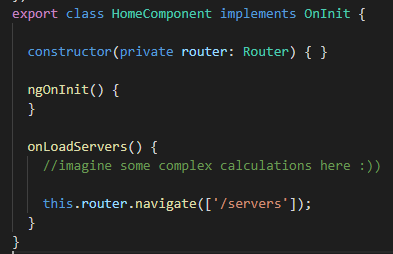 export class HomeComponent implements OnInit {
constructor(private router: Router) { }
ngOnInit() {
}
onLoadServers() {
//imagine some complex calculations here :))
this.router.navigate(['/servers']);
}
}